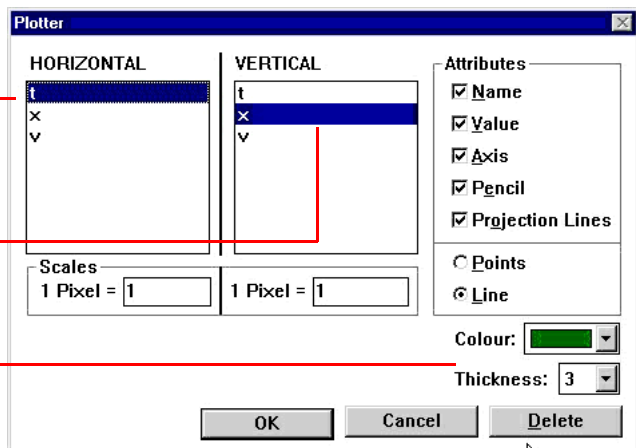 Plotter
HORIZONTAL
t
x
v
VERTICAL
t
x
v
Attributes
Name
Value
Axis
Pencil
Projection Lines
Points
Line
Scales
1 Pixel = 1
1 Pixel = 1
Colour:
Thickness: 3
OK
Cancel
Delete